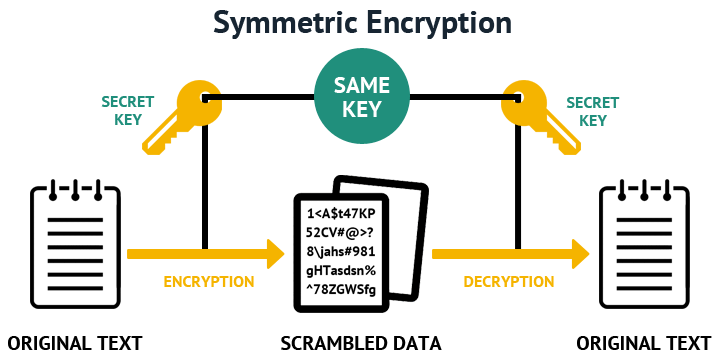 Symmetric Encryption
SAME
KEY
SECRET
KEY
SECRET
KEY
1<A$t47KP
52CV#@>?
8\jahs#981
gHTasdsn%
^78ZGWSfg
ENCRYPTION
DECRYPTION
ORIGINAL TEXT
SCRAMBLED DATA
ORIGINAL TEXT